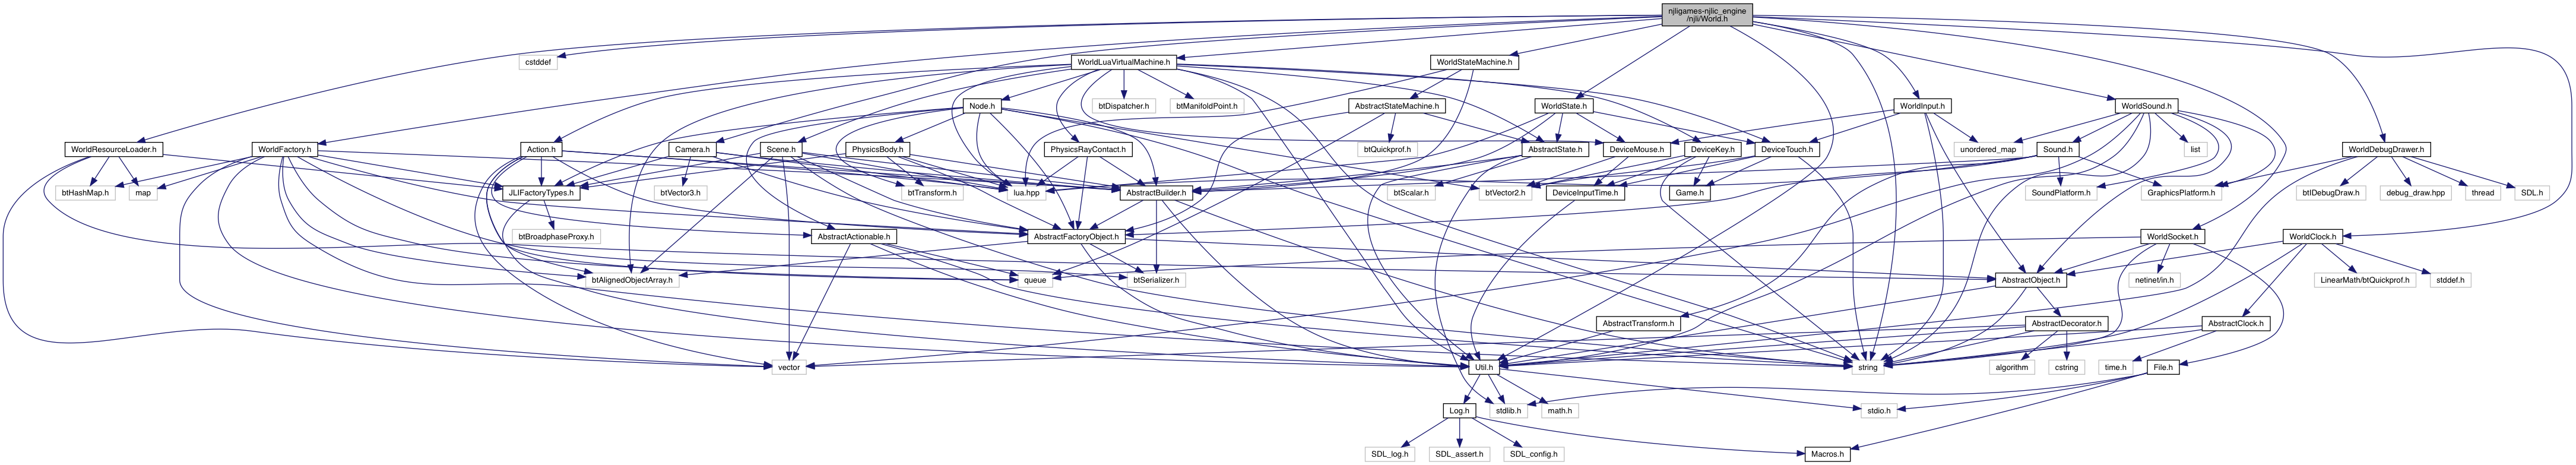 njligames-njlic_engine
/njli/World.h
cstddef
WorldLuaVirtualMachine.h
WorldStateMachine.h
Node.h
btDispatcher.h
btManifoldPoint.h
AbstractStateMachine.h
WorldState.h
WorldInput.h
WorldSound.h
WorldResourceLoader.h
WorldFactory.h
Action.h
Camera.h
Scene.h
PhysicsBody.h
PhysicsRayContact.h
btQuickprof.h
AbstractState.h
DeviceMouse.h
DeviceKey.h
DeviceTouch.h
unordered_map
Sound.h
list
WorldDebugDrawer.h
btHashMap.h
map
JLIFactoryTypes.h
btVector3.h
btTransform.h
lua.hpp
AbstractBuilder.h
btScalar.h
btVector2.h
DeviceInputTime.h
Game.h
SoundPlatform.h
GraphicsPlatform.h
btIDebugDraw.h
debug_draw.hpp
thread
SDL.h
btBroadphaseProxy.h
AbstractActionable.h
AbstractFactoryObject.h
WorldSocket.h
WorldClock.h
btAlignedObjectArray.h
queue
btSerializer.h
AbstractObject.h
netinet/in.h
LinearMath/btQuickprof.h
stddef.h
AbstractTransform.h
AbstractDecorator.h
AbstractClock.h
vector
Util.h
string
algorithm
cstring
time.h
File.h
Log.h
stdlib.h
math.h
stdio.h
SDL_log.h
SDL_assert.h
SDL_config.h
Macros.h